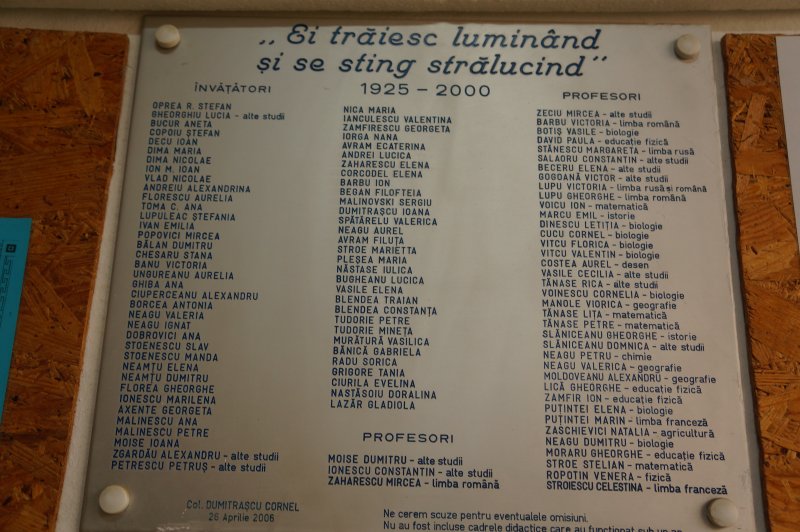 „Ei trăiesc luminând
și se sting strălucind”
1925 - 2000
ÎNVĂȚĂTORI
OPREA R. STEFAN
GHEORGHIU LUCIA - alte studii
BUCUR ANETA
COPOIU ȘTEFAN
DECU IOAN
DIMA MARIA
DIMA NICOLAE
ION M. IOAN
VLAD NICOLAE
ANDREIU ALEXANDRINA
FLORESCU AURELIA
TOMA C. ANA
LUPULEAC ȘTEFANIA
IVAN EMILIA
POPOVICI MIRCEA
BĂLAN DUMITRU
CHESARU STANA
BANU VICTORIA
UNGUREANU AURELIA
GHIBA ANA
CIUPERCEANU ALEXANDRU
BORCEA ANTONIA
NEAGU VALERIA
NEAGU IGNAT
DOBROVICI ANA
STOENESCU SLAV
STOENESCU MANDA
NEAMȚU ELENA
NEAMȚU DUMITRU
FLOREA GHEORGHE
IONESCU MARILENA
AXENTE GEORGETA
MALINESCU ANA
MALINESCU PETRE
MOISE IOANA
ZGARDĂU ALEXANDRU - alte studii
PETRESCU PETRUȘ - alte studii
NICA MARIA
IANCULESCU VALENTINA
ZAMFIRESCU GEORGETA
IORGA NANA
AVRAM ECATERINA
ANDREI LUCICA
ZAHARESCU ELENA
CORCODEL ELENA
BARBU ION
BEGAN FILOFTEIA
MALINOVSKI SERGIU
DUMITRAȘCU IOANA
SPĂTĂRELU VALERICA
NEAGU AUREL
AVRAM FILUȚA
STROE MARIETTA
PLEȘEA MARIA
NĂSTASE IULICA
BUGHEANU LUCICA
VASILE ELENA
BLENDEA TRAIAN
BLENDEA CONSTANȚA
TUDORIE PETRE
TUDORIE MINEȚA
MURĂTURĂ VASILICA
BĂNICĂ GABRIELA
RADU SORICA
GRIGORE TANIA
CIURILA EVELINA
NASTĂSOIU DORALINA
LAZĂR GLADIOLA
PROFESORI
MOISE DUMITRU - alte studii
IONESCU CONSTANTIN - alte studii
ZAHARESCU MIRCEA - limba română
PROFESORI
ZECIU MIRCEA - alte studii
BARBU VICTORIA - limba română
BOTIȘ VASILE - biologie
DAVID PAULA - educație fizică
STĂNESCU MARGARETA - limba rusă
SALAORU CONSTANTIN - alte studii
BECERU ELENA - alte studii
GOGOANĂ VICTOR - alte studii
LUPU VICTORIA - limba rusă și română
LUPU GHEORGHE - limba română
VOICU ION - matematică
MARCU EMIL - istorie
DINESCU LETIȚIA - biologie
CUCU CORNEL - biologie
VITCU FLORICA - biologie
VITCU VALENTIN - biologie
COSTEA AUREL - desen
VASILE CECILIA - alte studii
TĂNASE RICA - alte studii
VOINESCU CORNELIA - biologie
MANOLE VIORICA - geografie
TĂNASE LIȚA - matematică
TĂNASE PETRE - matematică
SLĂNICEANU GHEORGHE - istorie
SLĂNICEANU DOMNICA - alte studii
NEAGU PETRU - chimie
NEAGU VALERICA - geografie
MOLDOVEANU ALEXANDRU - geografie
LICĂ GHEORGHE - educație fizică
ZAMFIR ION - educație fizică
PUȚINTEI ELENA - biologie
PUȚINTEI MARIN - limba franceză
ZASCHIEVICI NATALIA - agricultură
NEAGU DUMITRU - biologie
MORARU GHEORGHE - educație fizică
STROE STELIAN - matematică
ROPOTIN VENERA - fizică
STROIESCU CELESTINA - limba franceză
Col. DUMITRAȘCU CORNEL
26 Aprilie 2006
Ne cerem scuze pentru eventualele omisiuni.
Nu au fost incluse cadrele didactice care au funcționat sub un an